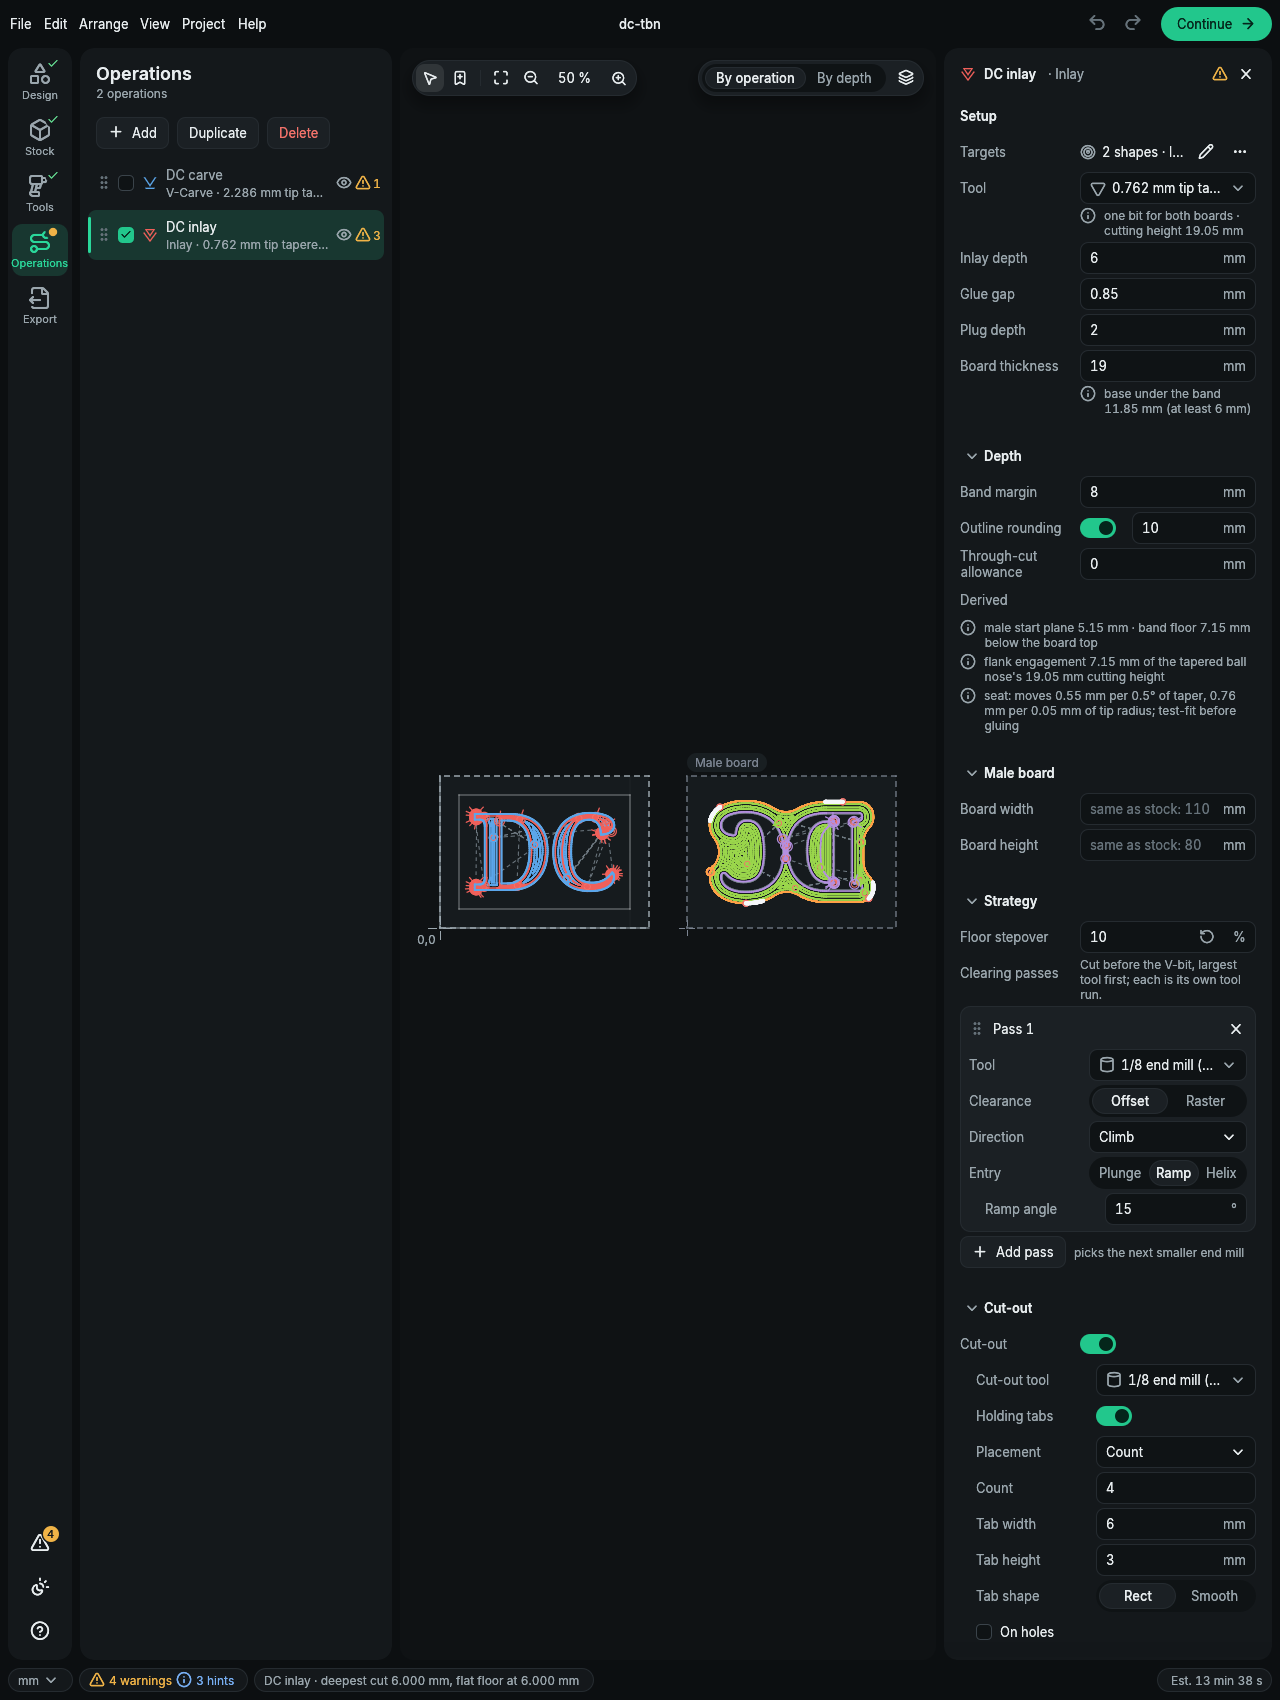 File Edit Arrange View Project Help
dc-tbn
Continue
Design
Stock
Tools
Operations
Export
4
Operations
2 operations
Add
Duplicate
Delete
DC carve
V-Carve · 2.286 mm tip ta...
1
DC inlay
Inlay · 0.762 mm tip tapere...
3
50 %
By operation
By depth
Male board
DC
0,0
DC inlay · Inlay
Setup
Targets
2 shapes · I...
Tool
0.762 mm tip ta...
one bit for both boards ·
cutting height 19.05 mm
Inlay depth
6 mm
Glue gap
0.85 mm
Plug depth
2 mm
Board thickness
19 mm
base under the band
11.85 mm (at least 6 mm)
Depth
Band margin
8 mm
Outline rounding
10 mm
Through-cut
allowance
0 mm
Derived
male start plane 5.15 mm · band floor 7.15 mm
below the board top
flank engagement 7.15 mm of the tapered ball
nose's 19.05 mm cutting height
seat: moves 0.55 mm per 0.5° of taper, 0.76
mm per 0.05 mm of tip radius; test-fit before
gluing
Male board
Board width
same as stock: 110 mm
Board height
same as stock: 80 mm
Strategy
Floor stepover
10 %
Clearing passes
Cut before the V-bit, largest
tool first; each is its own tool
run.
Pass 1
Tool
1/8 end mill (...
Clearance
Offset Raster
Direction
Climb
Entry
Plunge Ramp Helix
Ramp angle
15 °
Add pass
picks the next smaller end mill
Cut-out
Cut-out
Cut-out tool
1/8 end mill (...
Holding tabs
Placement
Count
Count
4
Tab width
6 mm
Tab height
3 mm
Tab shape
Rect Smooth
On holes
mm
4 warnings 3 hints
DC inlay · deepest cut 6.000 mm, flat floor at 6.000 mm
Est. 13 min 38 s